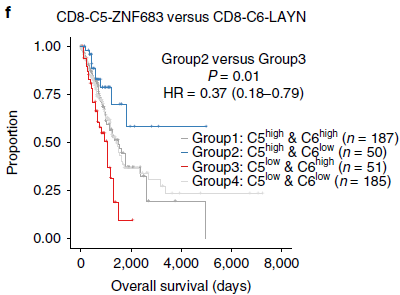 f
CD8-C5-ZNF683 versus CD8-C6-LAYN
Group2 versus Group3
P = 0.01
HR = 0.37 (0.18–0.79)
Group1: C5high & C6high (n = 187)
Group2: C5high & C6low (n = 50)
Group3: C5low & C6high (n = 51)
Group4: C5low & C6low (n = 185)
Proportion
1.00
0.75
0.50
0.25
0.00
0 2,000 4,000 6,000 8,000
Overall survival (days)